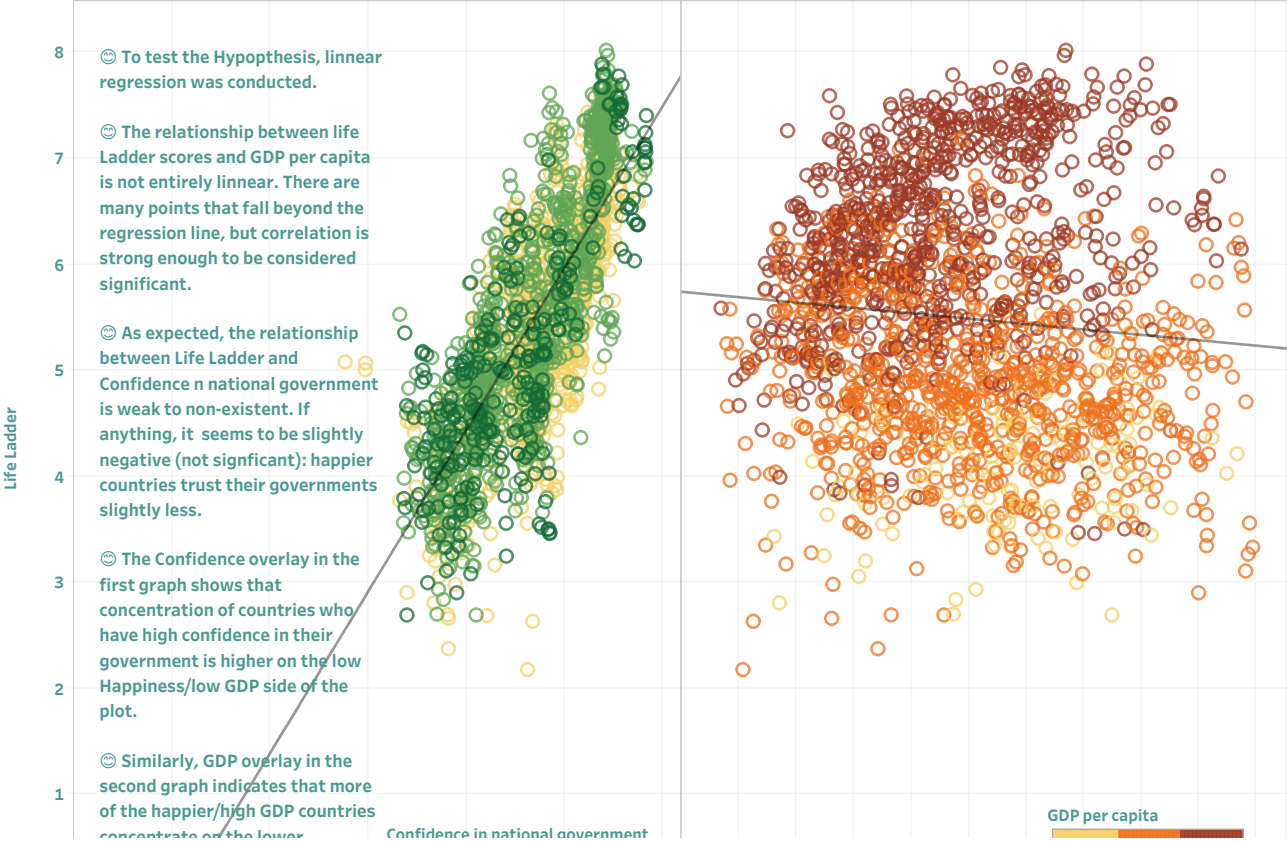 8
7
6
5
4
3
2
1
Life Ladder
😊 To test the Hypopthesis, linnear
regression was conducted.
😊 The relationship between life
Ladder scores and GDP per capita
is not entirely linnear. There are
many points that fall beyond the
regression line, but correlation is
strong enough to be considered
significant.
😊 As expected, the relationship
between Life Ladder and
Confidence n national government
is weak to non-existent. If
anything, it  seems to be slightly
negative (not signficant): happier
countries trust their governments
slightly less.
😊 The Confidence overlay in the
first graph shows that
concentration of countries who
have high confidence in their
government is higher on the low
Happiness/low GDP side of the
plot.
😊 Similarly, GDP overlay in the
second graph indicates that more
of the happier/high GDP countries
concentrate on the lower
Confidence in national government
GDP per capita